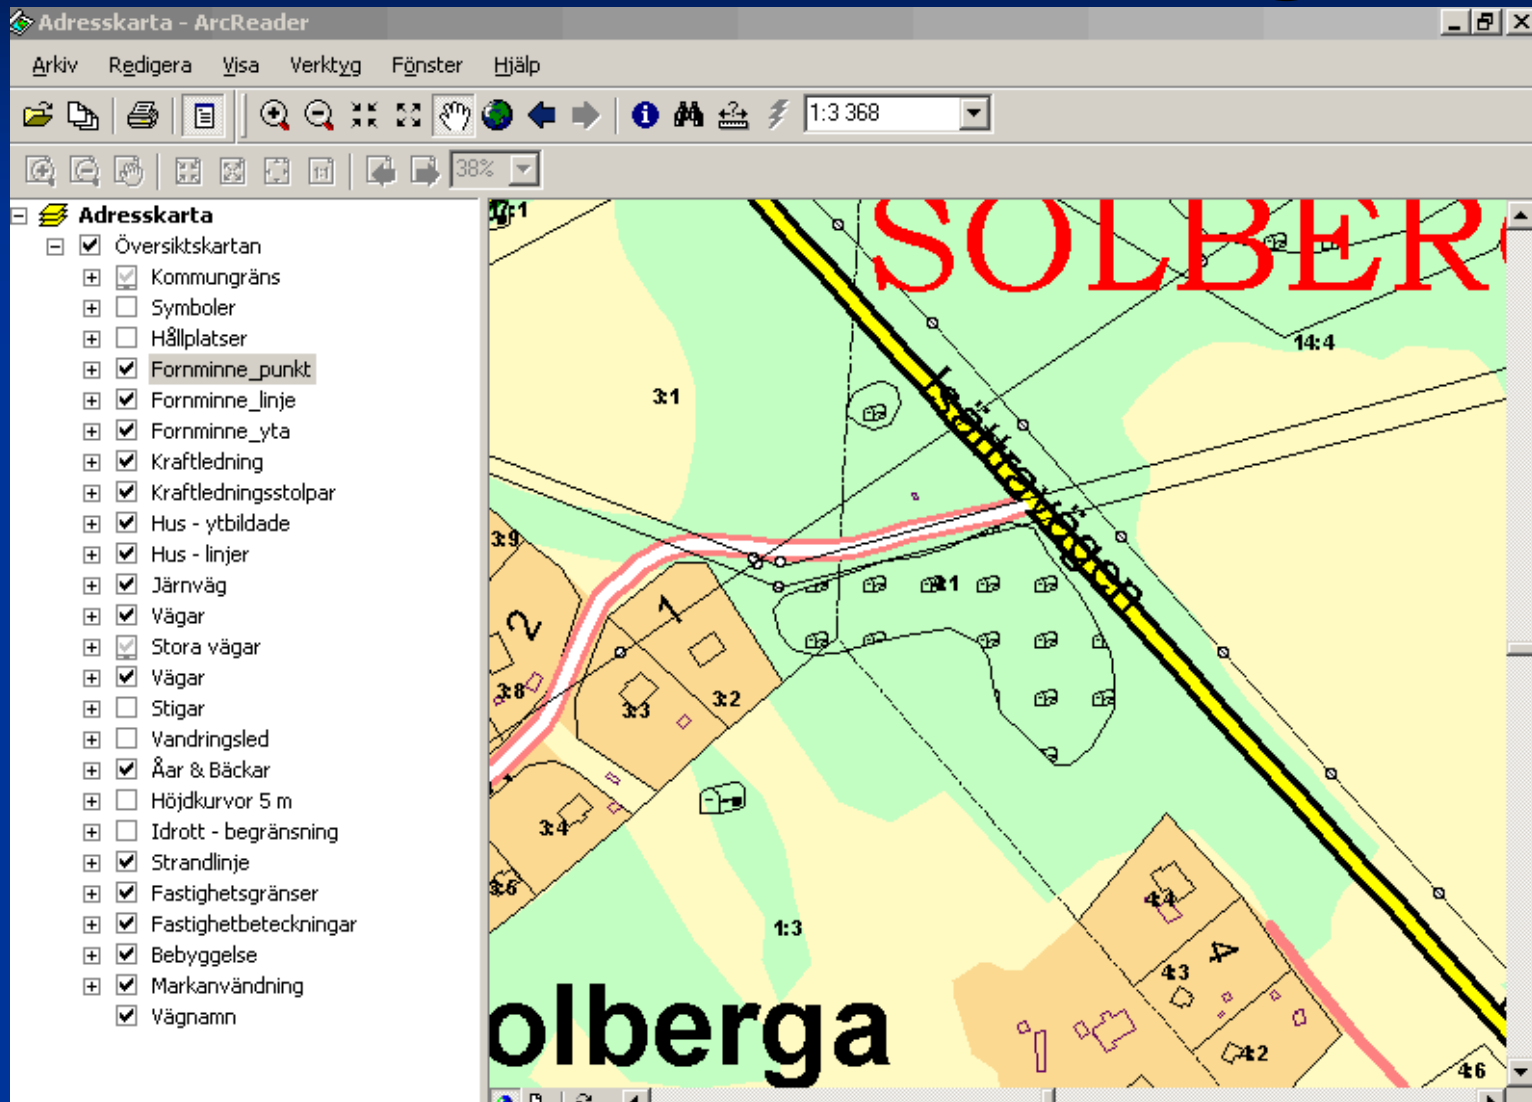 Adresskarta - ArcReader
Arkiv Redigera Visa Verktyg Fönster Hjälp
1:3 368
1:1
38%
Adresskarta
Översiktskartan
Kommungräns
Symboler
Hållplatser
Fornminne_punkt
Fornminne_linje
Fornminne_yta
Kraftledning
Kraftledningsstolpar
Hus - ytbildade
Hus - linjer
Järnväg
Vägar
Stora vägar
Vägar
Stigar
Vandringsled
Åar & Bäckar
Höjdkurvor 5 m
Idrott - begränsning
Strandlinje
Fastighetsgränser
Fastighetbeteckningar
Bebyggelse
Markanvändning
Vägnamn
SOLBER
14:4
3:1
3:9
1
2
3:8
3:3
3:2
3:4
3:6
1:3
4:4
4
4:3
4:2
4:6
olberga